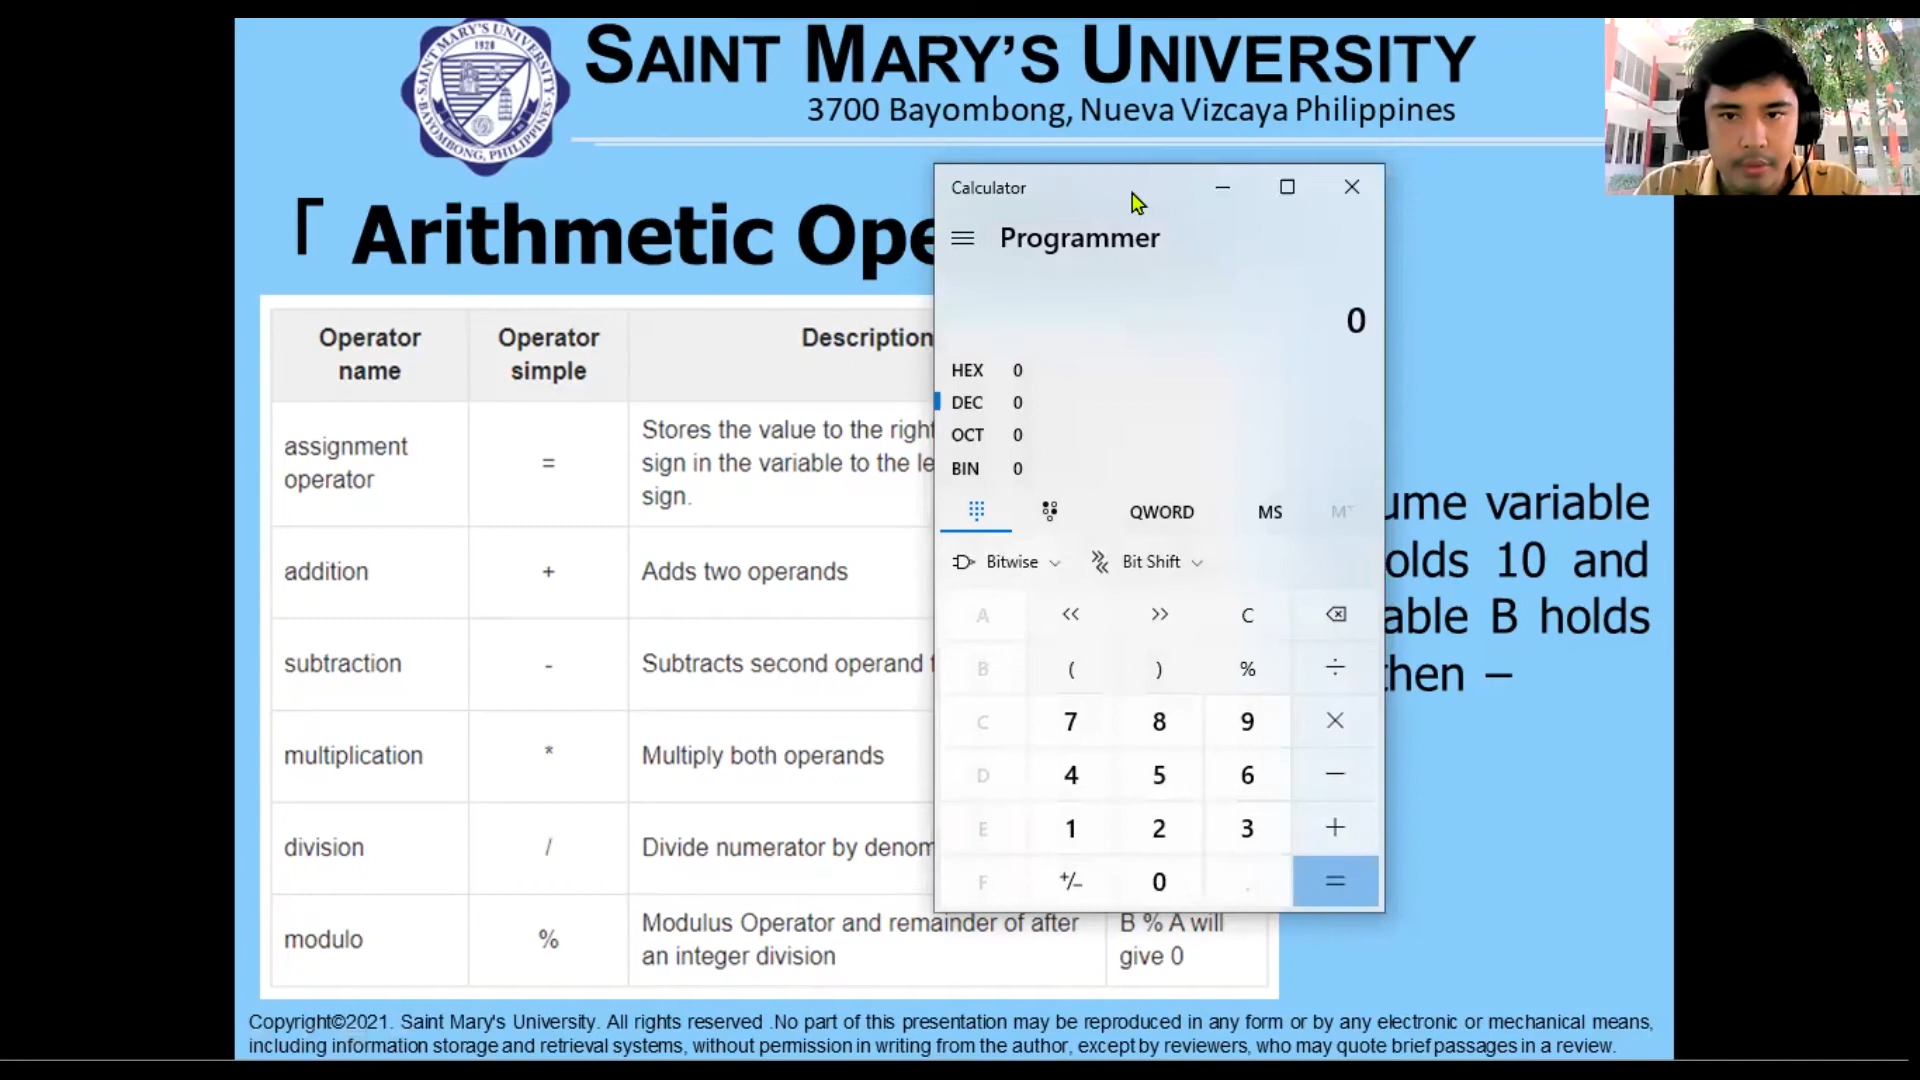 SAINT MARY'S UNIVERSITY
3700 Bayombong, Nueva Vizcaya Philippines
SAINT MARY'S UNIVERSITY
1928
BAYOMBONG, PHILIPPINES
「 Arithmetic Ope
Operator name
Operator simple
Description
assignment operator
=
Stores the value to the right
sign in the variable to the le
sign.
addition
+
Adds two operands
subtraction
-
Subtracts second operand
multiplication
*
Multiply both operands
division
/
Divide numerator by denom
modulo
%
Modulus Operator and remainder of after
an integer division
B % A will
give 0
ume variable
olds 10 and
able B holds
then –
Calculator
Programmer
0
HEX 0
DEC 0
OCT 0
BIN 0
QWORD MS
Bitwise Bit Shift
A << >> C
B ( ) % ÷
C 7 8 9 ×
D 4 5 6 −
E 1 2 3 +
F +/− 0 . =
Copyright©2021. Saint Mary's University. All rights reserved .No part of this presentation may be reproduced in any form or by any electronic or mechanical means,
including information storage and retrieval systems, without permission in writing from the author, except by reviewers, who may quote brief passages in a review.